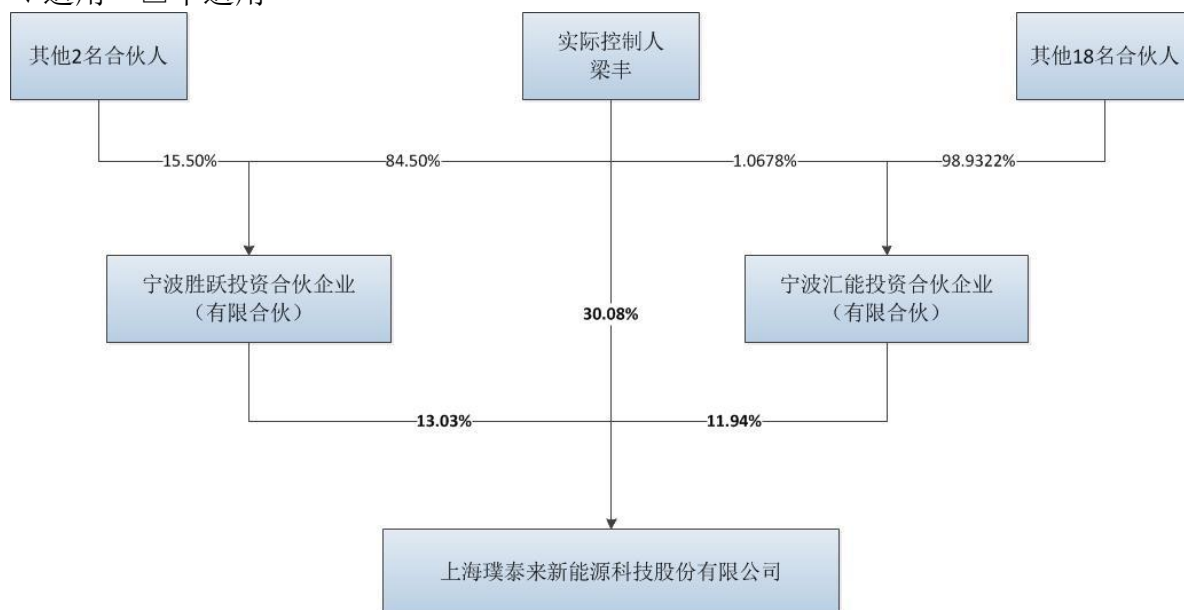 其他2名合伙人
实际控制人
梁丰
其他18名合伙人
15.50%
84.50%
1.0678%
98.9322%
宁波胜跃投资合伙企业
（有限合伙）
宁波汇能投资合伙企业
（有限合伙）
30.08%
13.03%
11.94%
上海璞泰来新能源科技股份有限公司